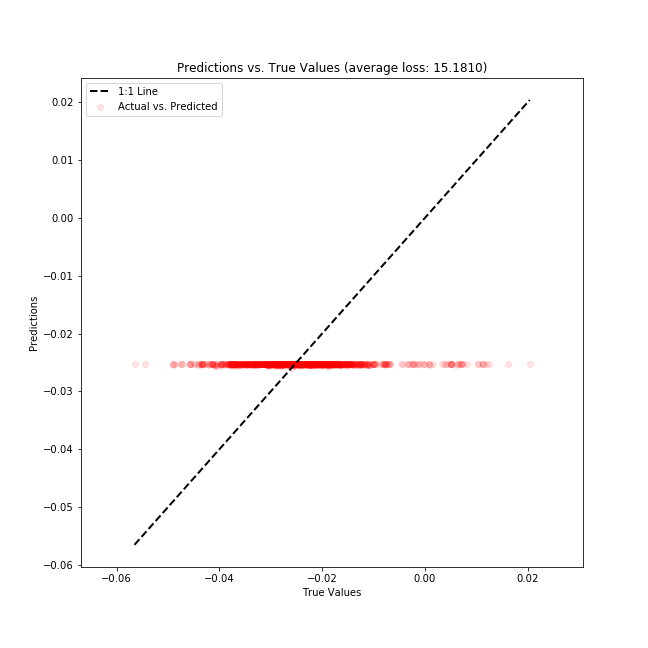 Predictions vs. True Values (average loss: 15.1810)
1:1 Line
Actual vs. Predicted
0.02
0.01
0.00
−0.01
−0.02
−0.03
−0.04
−0.05
−0.06
Predictions
−0.06 −0.04 −0.02 0.00 0.02
True Values